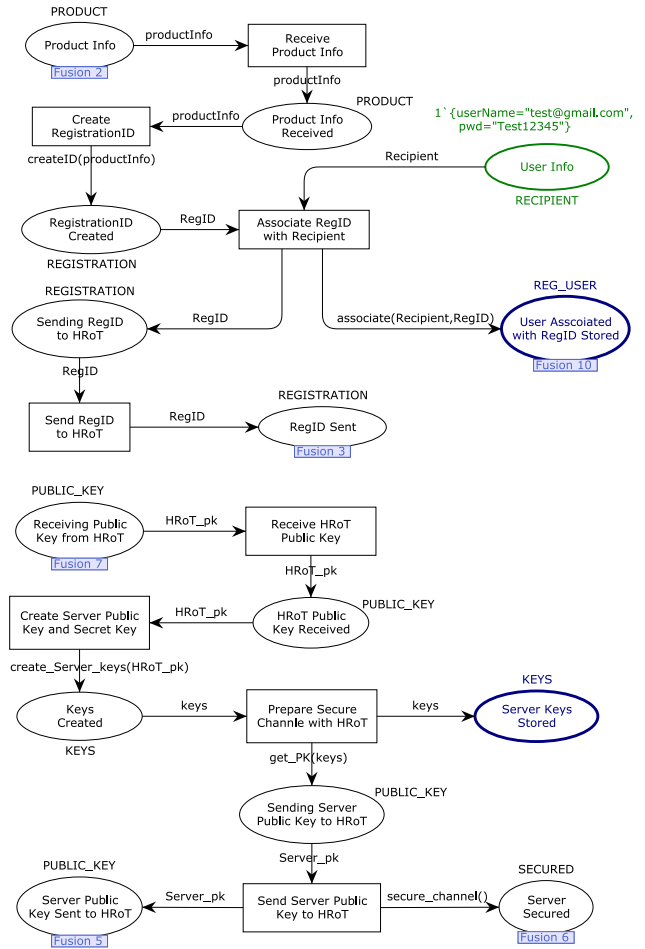 PRODUCT
Product Info
Fusion 2
productInfo
Receive
Product Info
productInfo
PRODUCT
Product Info
Received
productInfo
Create
RegistrationID
createID(productInfo)
1`{userName="test@gmail.com",
pwd="Test12345"}
User Info
RECIPIENT
Recipient
RegistrationID
Created
REGISTRATION
RegID
Associate RegID
with Recipient
REGISTRATION
Sending RegID
to HRoT
RegID
associate(Recipient,RegID)
REG_USER
User Asscoiated
with RegID Stored
Fusion 10
RegID
Send RegID
to HRoT
RegID
REGISTRATION
RegID Sent
Fusion 3
PUBLIC_KEY
Receiving Public
Key from HRoT
Fusion 7
HRoT_pk
Receive HRoT
Public Key
HRoT_pk
PUBLIC_KEY
HRoT Public
Key Received
HRoT_pk
Create Server Public
Key and Secret Key
create_Server_keys(HRoT_pk)
Keys
Created
KEYS
keys
Prepare Secure
Channle with HRoT
keys
KEYS
Server Keys
Stored
get_PK(keys)
PUBLIC_KEY
Sending Server
Public Key to HRoT
Server_pk
PUBLIC_KEY
Server Public
Key Sent to HRoT
Fusion 5
Server_pk
Send Server Public
Key to HRoT
secure_channel()
SECURED
Server
Secured
Fusion 6